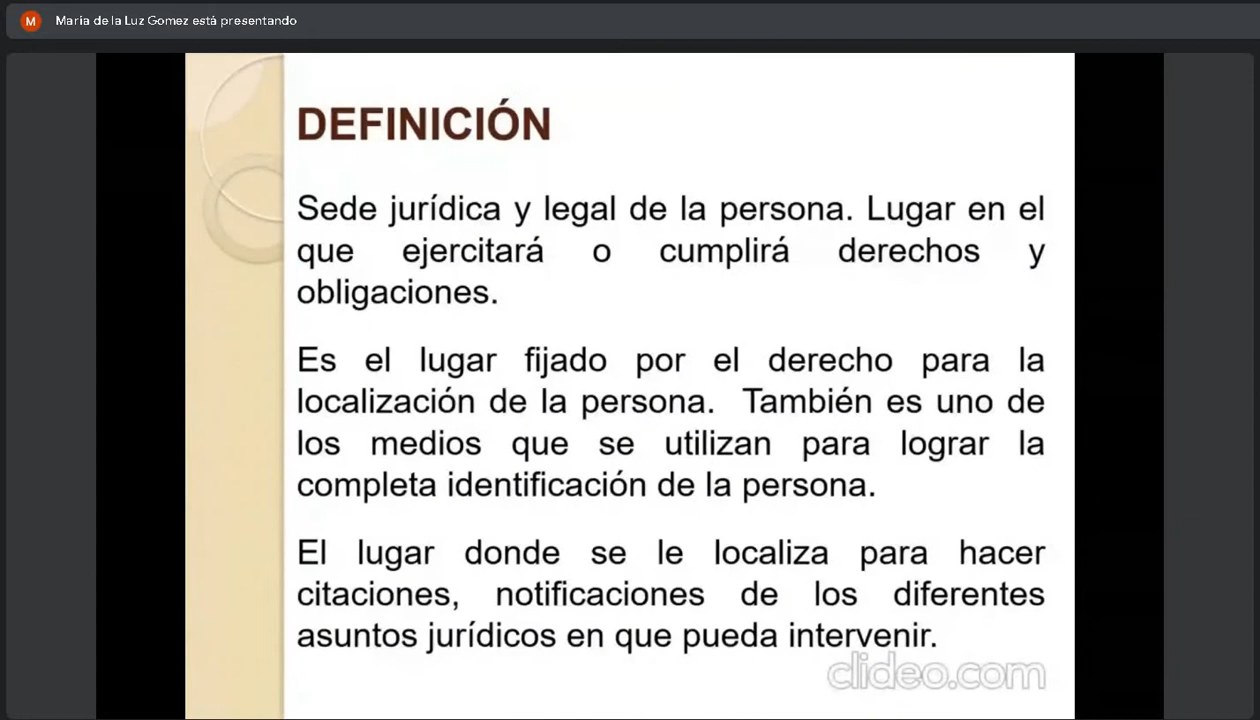 M
María de la Luz Gomez está presentando
DEFINICIÓN
Sede jurídica y legal de la persona. Lugar en el
que ejercitará o cumplirá derechos y
obligaciones.
Es el lugar fijado por el derecho para la
localización de la persona. También es uno de
los medios que se utilizan para lograr la
completa identificación de la persona.
El lugar donde se le localiza para hacer
citaciones, notificaciones de los diferentes
asuntos jurídicos en que pueda intervenir.
clideo.com